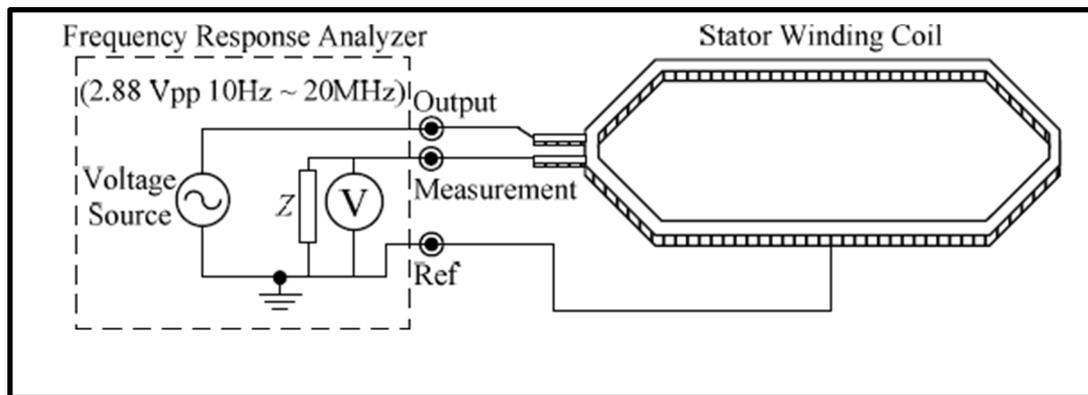 Frequency Response Analyzer
Stator Winding Coil
(2.88 Vpp 10Hz ~ 20MHz)
Output
Voltage
Source
Z
V
Measurement
Ref